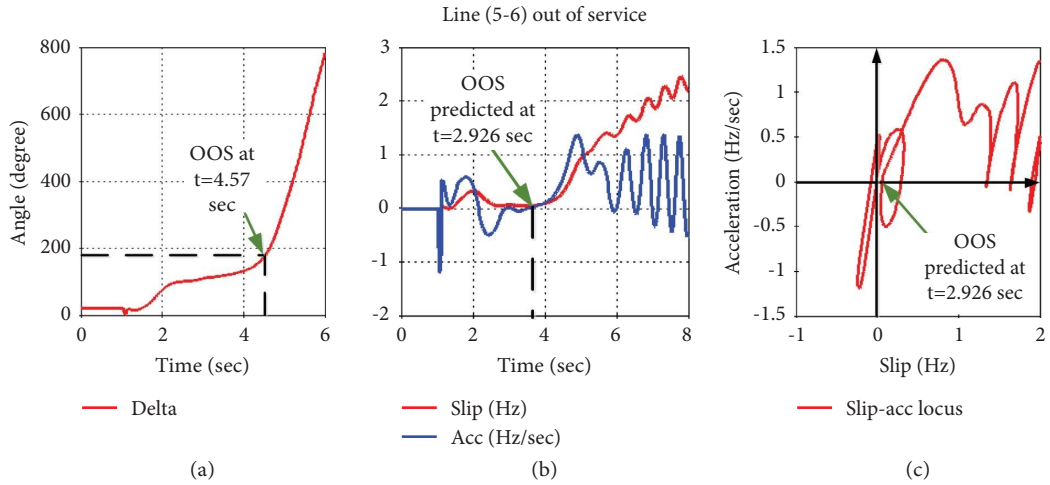 Line (5-6) out of service
Angle (degree)
800
600
400
200
0
OOS at
t=4.57
sec
0
2
4
6
Time (sec)
Delta
(a)
3
2
1
0
-1
-2
OOS
predicted at
t=2.926 sec
0
2
4
6
8
Time (sec)
Slip (Hz)
Acc (Hz/sec)
(b)
Acceleration (Hz/sec)
1.5
1
0.5
0
-0.5
-1
-1.5
OOS
predicted at
t=2.926 sec
-1
0
1
2
Slip (Hz)
Slip-acc locus
(c)